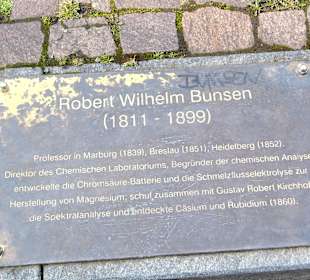 Robert Wilhelm Bunsen
(1811 - 1899)
Professor in Marburg (1839), Breslau (1851), Heidelberg (1852).
Direktor des Chemischen Laboratoriums, Begründer der chemischen Analyse
entwickelte die Chromsäure-Batterie und die Schmelzflusselektrolyse zur
Herstellung von Magnesium; schuf zusammen mit Gustav Robert Kirchhof
die Spektralanalyse und entdeckte Cäsium und Rubidium (1860).